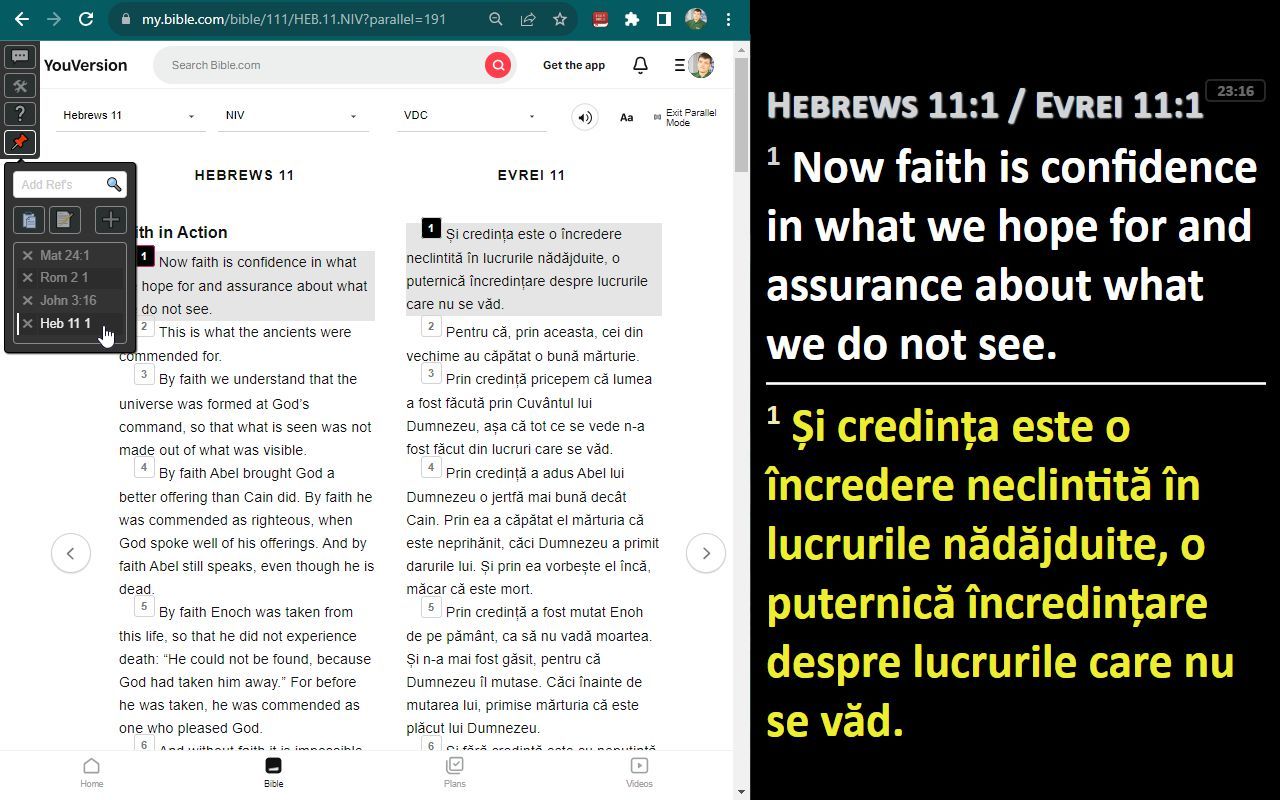 my.bible.com/bible/111/HEB.11.NIV?parallel=191
YouVersion
Search Bible.com
Get the app
Hebrews 11
NIV
VDC
Aa
Exit Parallel
Mode
Add Ref's
Mat 24:1
Rom 2 1
John 3:16
Heb 11 1
HEBREWS 11
ith in Action
1 Now faith is confidence in what
hope for and assurance about what
do not see.
2 This is what the ancients were
commended for.
3 By faith we understand that the
universe was formed at God’s
command, so that what is seen was not
made out of what was visible.
4 By faith Abel brought God a
better offering than Cain did. By faith he
was commended as righteous, when
God spoke well of his offerings. And by
faith Abel still speaks, even though he is
dead.
5 By faith Enoch was taken from
this life, so that he did not experience
death: “He could not be found, because
God had taken him away.” For before
he was taken, he was commended as
one who pleased God.
6 And without faith it is impossible
EVREI 11
1 Și credința este o încredere
neclintită în lucrurile nădăjduite, o
puternică încredințare despre lucrurile
care nu se văd.
2 Pentru că, prin aceasta, cei din
vechime au căpătat o bună mărturie.
3 Prin credință pricepem că lumea
a fost făcută prin Cuvântul lui
Dumnezeu, așa că tot ce se vede n-a
fost făcut din lucruri care se văd.
4 Prin credință a adus Abel lui
Dumnezeu o jertfă mai bună decât
Cain. Prin ea a căpătat el mărturia că
este neprihănit, căci Dumnezeu a primit
darurile lui. Și prin ea vorbește el încă,
măcar că este mort.
5 Prin credință a fost mutat Enoh
de pe pământ, ca să nu vadă moartea.
Și n-a mai fost găsit, pentru că
Dumnezeu îl mutase. Căci înainte de
mutarea lui, primise mărturia că este
plăcut lui Dumnezeu.
6 Și fără credință este cu neputință
Home
Bible
Plans
Videos
23:16
Hebrews 11:1 / Evrei 11:1
1 Now faith is confidence
in what we hope for and
assurance about what
we do not see.
1 Și credința este o
încredere neclintită în
lucrurile nădăjduite, o
puternică încredințare
despre lucrurile care nu
se văd.